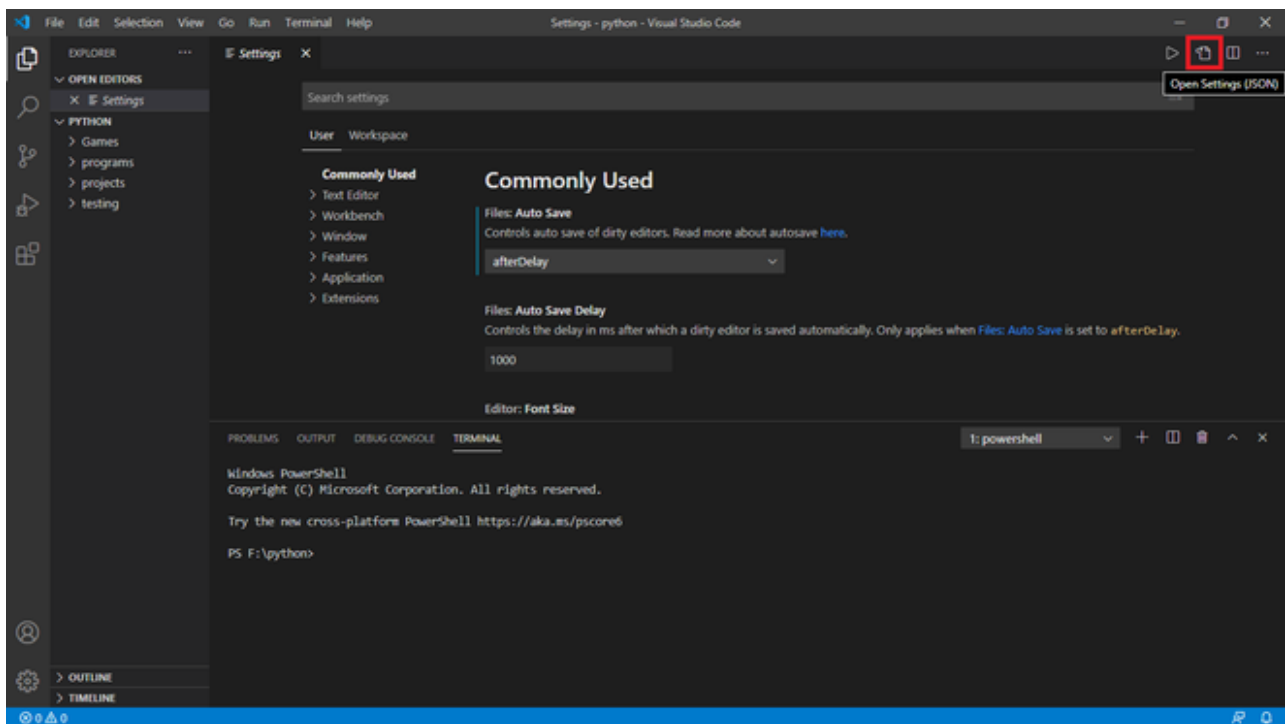 File Edit Selection View Go Run Terminal Help
Settings - python - Visual Studio Code
EXPLORER
OPEN EDITORS
Settings
PYTHON
Games
programs
projects
testing
OUTLINE
TIMELINE
Settings
Open Settings (JSON)
Search settings
User Workspace
Commonly Used
Text Editor
Workbench
Window
Features
Application
Extensions
Commonly Used
Files: Auto Save
Controls auto save of dirty editors. Read more about autosave here.
afterDelay
Files: Auto Save Delay
Controls the delay in ms after which a dirty editor is saved automatically. Only applies when Files: Auto Save is set to afterDelay.
1000
Editor: Font Size
PROBLEMS OUTPUT DEBUG CONSOLE TERMINAL
1: powershell
Windows PowerShell
Copyright (C) Microsoft Corporation. All rights reserved.
Try the new cross-platform PowerShell https://aka.ms/pscore6
PS F:\python>
0 0